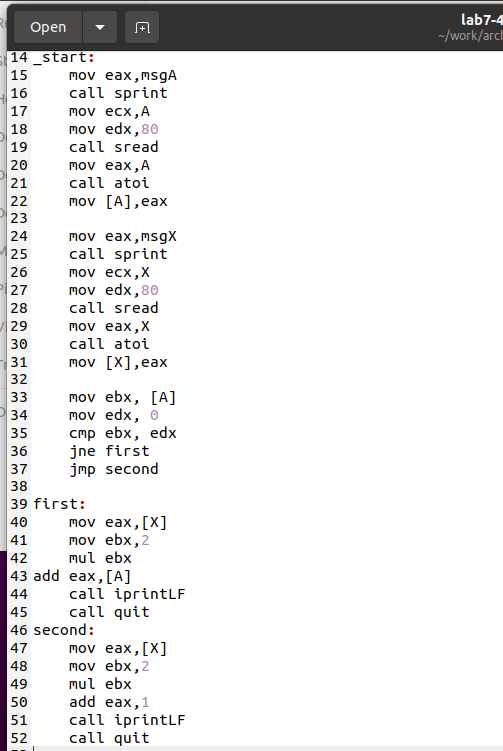 Open
lab7-4
~/work/arch
14 _start:
15     mov eax,msgA
16     call sprint
17     mov ecx,A
18     mov edx,80
19     call sread
20     mov eax,A
21     call atoi
22     mov [A],eax
23
24     mov eax,msgX
25     call sprint
26     mov ecx,X
27     mov edx,80
28     call sread
29     mov eax,X
30     call atoi
31     mov [X],eax
32
33     mov ebx, [A]
34     mov edx, 0
35     cmp ebx, edx
36     jne first
37     jmp second
38
39 first:
40     mov eax,[X]
41     mov ebx,2
42     mul ebx
43 add eax,[A]
44     call iprintLF
45     call quit
46 second:
47     mov eax,[X]
48     mov ebx,2
49     mul ebx
50     add eax,1
51     call iprintLF
52     call quit